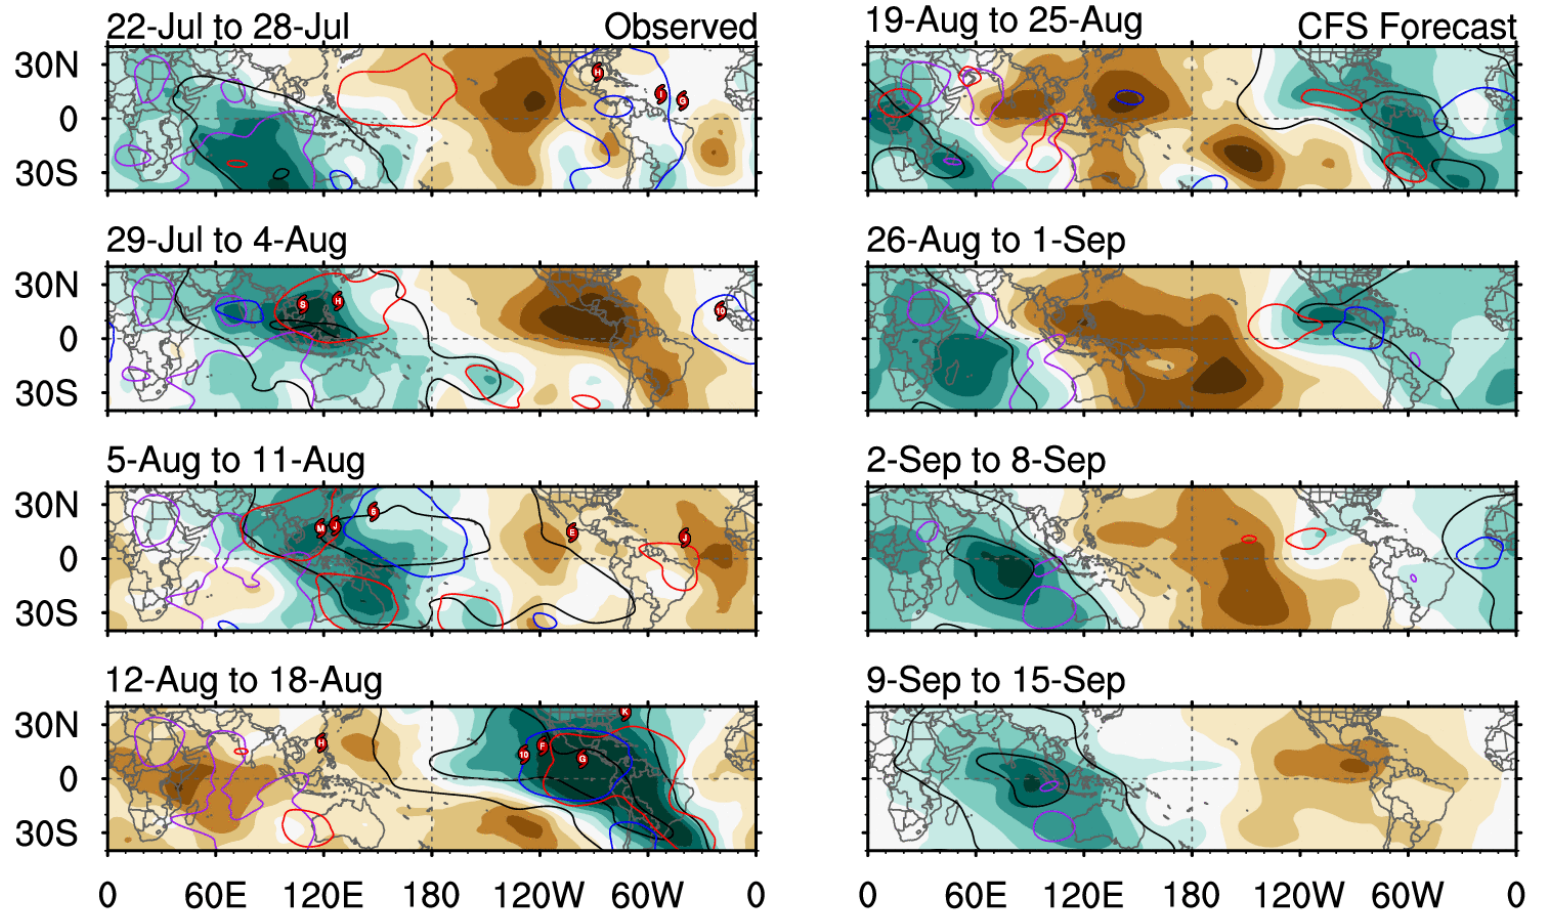 22-Jul to 28-Jul Observed
30N
0
30S
H
I
G
29-Jul to 4-Aug
30N
0
30S
S
H
10
5-Aug to 11-Aug
30N
0
30S
M
J
S
E
J
12-Aug to 18-Aug
30N
0
30S
H
10
F
G
K
0 60E 120E 180 120W 60W 0
19-Aug to 25-Aug CFS Forecast
26-Aug to 1-Sep
2-Sep to 8-Sep
9-Sep to 15-Sep
0 60E 120E 180 120W 60W 0